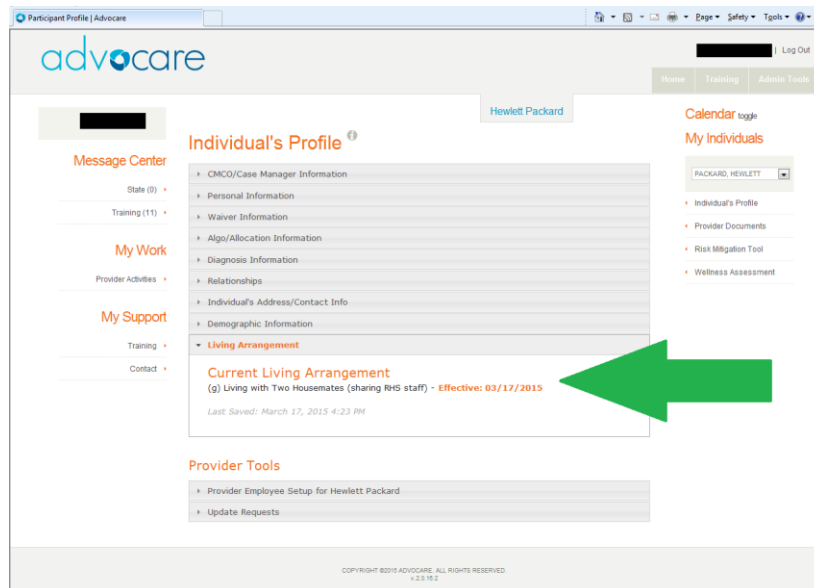 Participant Profile | Advocare
Page Safety Tools
advocare
| Log Out
Home Training Admin Tools
Hewlett Packard
Calendar toggle
My Individuals
PACKARD, HEWLETT
Individual's Profile
Provider Documents
Risk Mitigation Tool
Wellness Assessment
Message Center
State (0)
Training (11)
My Work
Provider Activities
My Support
Training
Contact
Individual's Profile
CMCO/Case Manager Information
Personal Information
Waiver Information
Algo/Allocation Information
Diagnosis Information
Relationships
Individual's Address/Contact Info
Demographic Information
Living Arrangement
Current Living Arrangement
(g) Living with Two Housemates (sharing RHS staff) - Effective: 03/17/2015
Last Saved: March 17, 2015 4:23 PM
Provider Tools
Provider Employee Setup for Hewlett Packard
Update Requests
COPYRIGHT ©2015 ADVOCARE. ALL RIGHTS RESERVED.
v.2.0.16.2